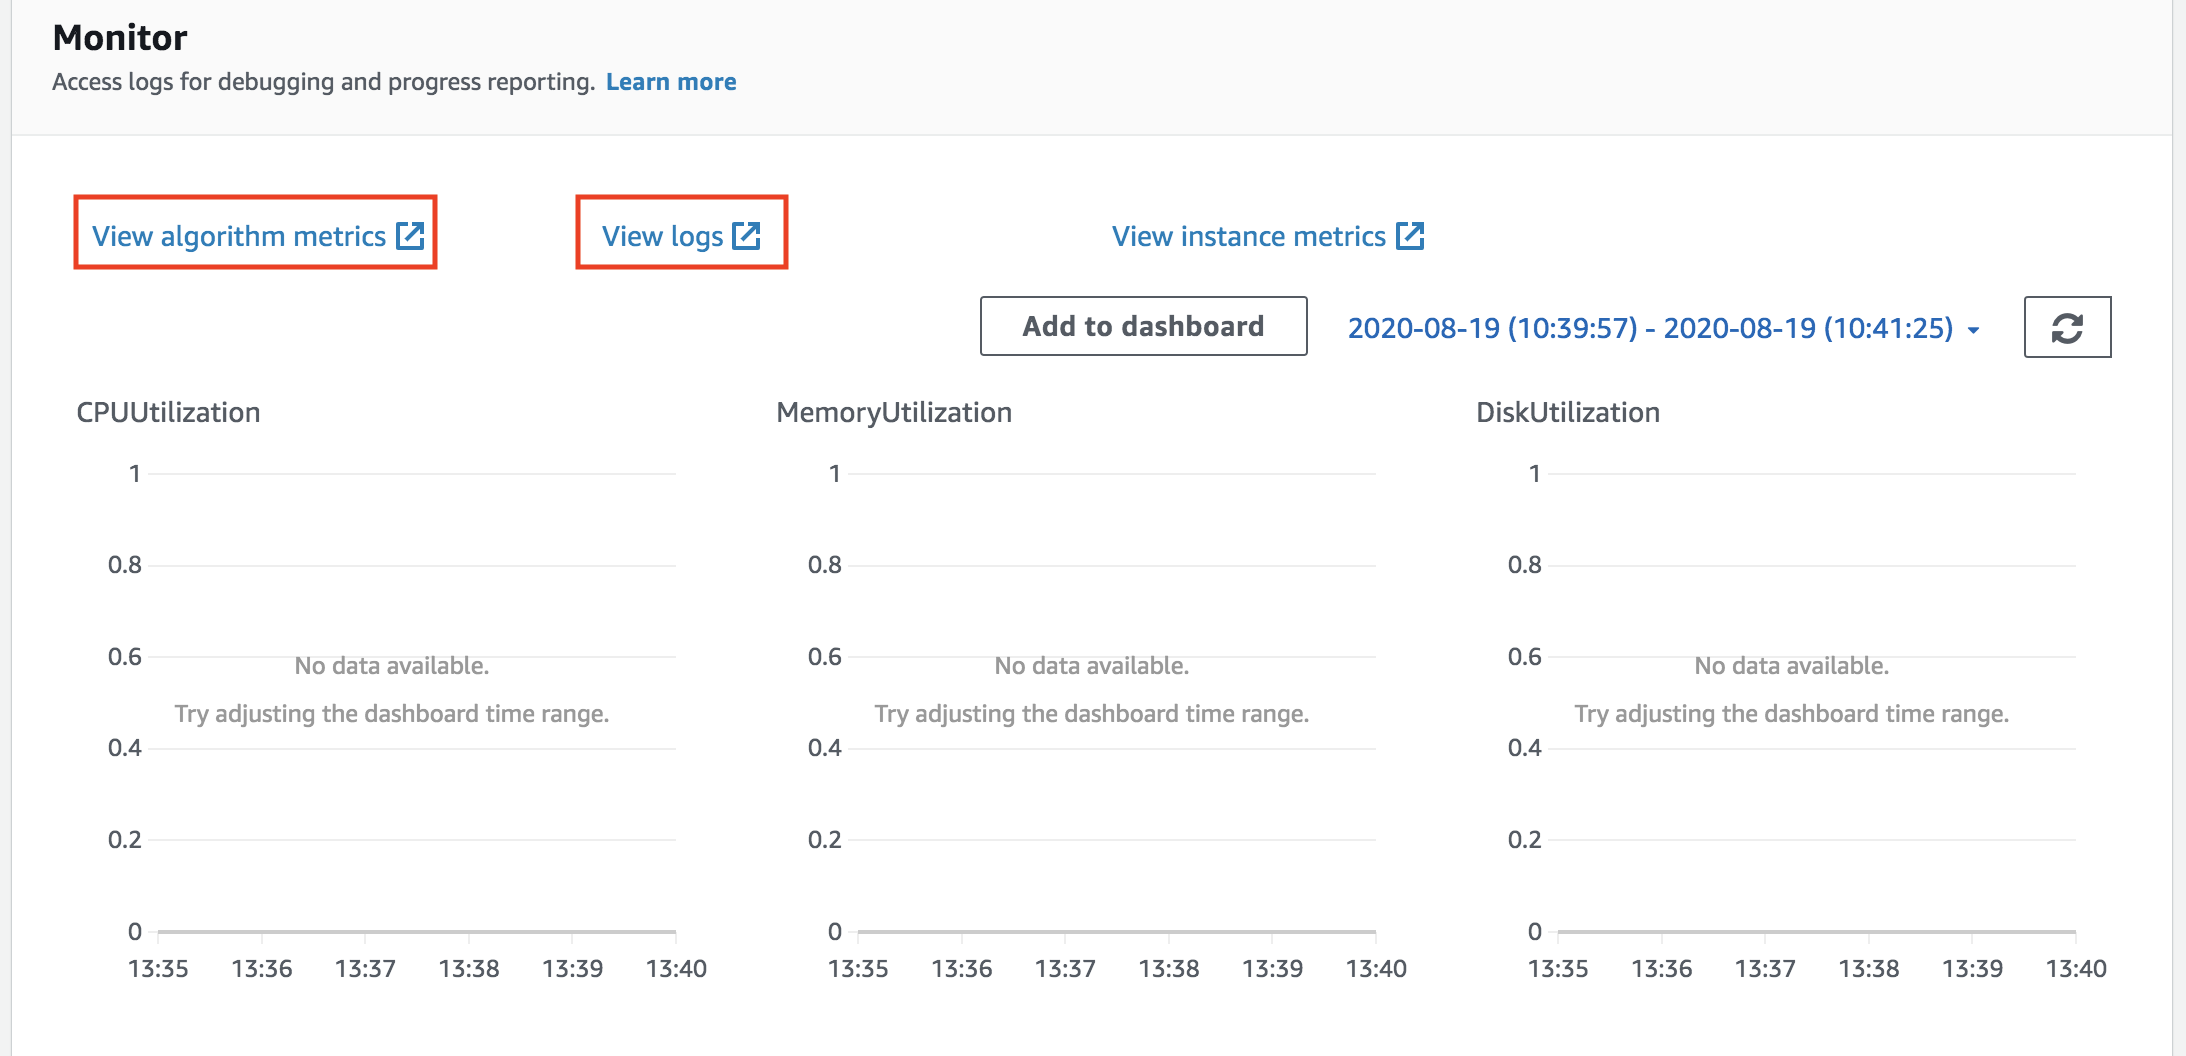 Monitor
Access logs for debugging and progress reporting. Learn more
View algorithm metrics
View logs
View instance metrics
Add to dashboard
2020-08-19 (10:39:57) - 2020-08-19 (10:41:25)
CPUUtilization
1
0.8
0.6
0.4
0.2
0
No data available.
Try adjusting the dashboard time range.
13:35 13:36 13:37 13:38 13:39 13:40
MemoryUtilization
1
0.8
0.6
0.4
0.2
0
No data available.
Try adjusting the dashboard time range.
13:35 13:36 13:37 13:38 13:39 13:40
DiskUtilization
1
0.8
0.6
0.4
0.2
0
No data available.
Try adjusting the dashboard time range.
13:35 13:36 13:37 13:38 13:39 13:40